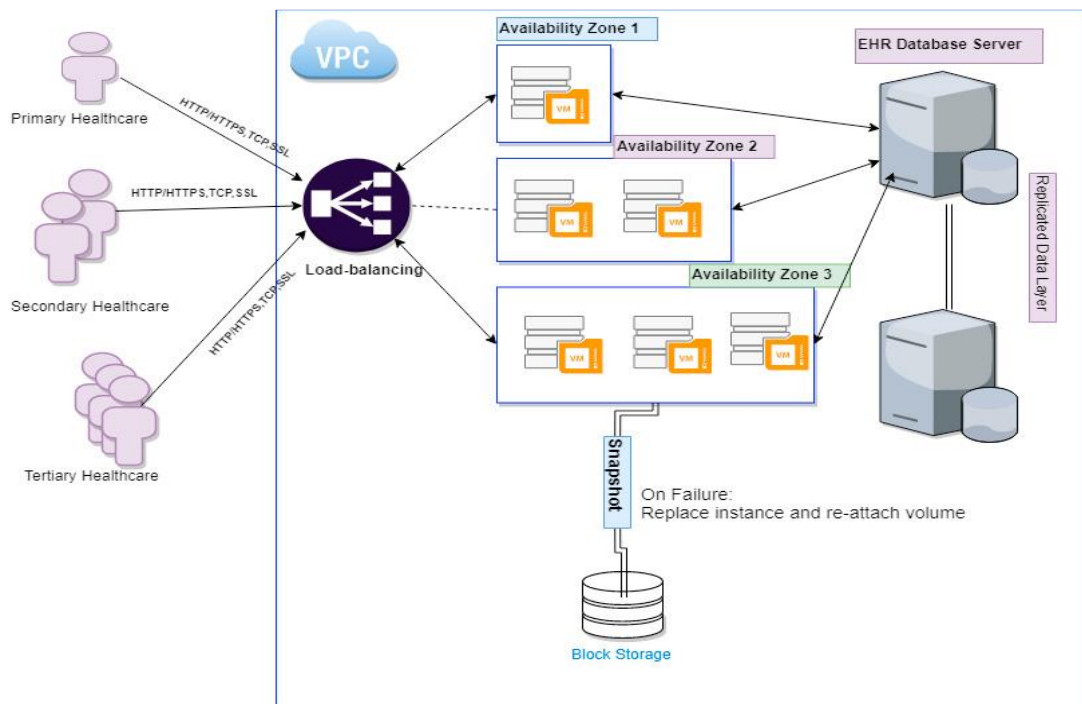 Availability Zone 1
EHR Database Server
VPC
Primary Healthcare
HTTP/HTTPS,TCP,SSL
VM
Availability Zone 2
HTTP/HTTPS,TCP,SSL
VM
VM
Replicated Data Layer
Load-balancing
Secondary Healthcare
HTTP/HTTPS,TCP,SSL
Availability Zone 3
VM
VM
VM
Tertiary Healthcare
Snapshot
On Failure:
Replace instance and re-attach volume
Block Storage